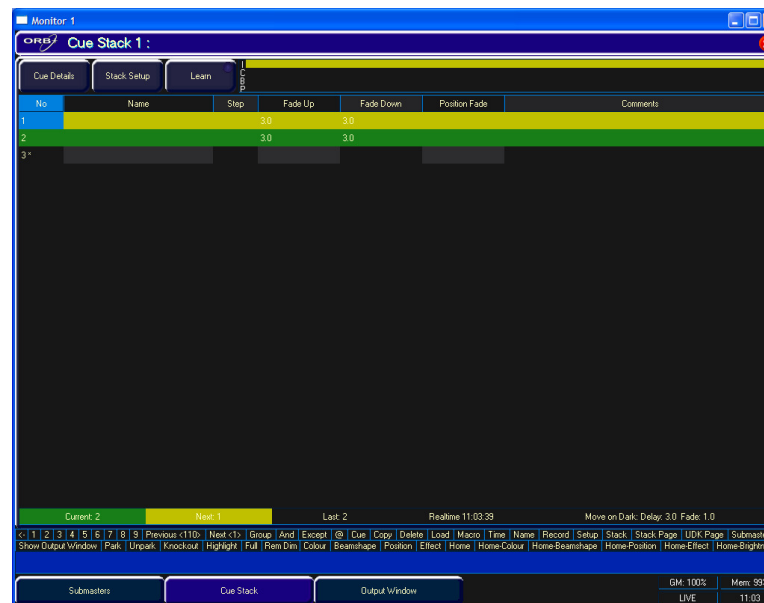 Monitor 1
ORB Cue Stack 1 :
Cue Details Stack Setup Learn I C B P
No Name Step Fade Up Fade Down Position Fade Comments
1 3.0 3.0
2 3.0 3.0
3 *
Current: 2 Next: 1 Last: 2 Realtime 11:03:39 Move on Dark: Delay: 3.0 Fade: 1.0
<- 1 2 3 4 5 6 7 8 9 Previous <110> Next <1> Group And Except @ Cue Copy Delete Load Macro Time Name Record Setup Stack Stack Page UDK Page Submaste
Show Output Window Park Unpark Knockout Highlight Full Rem Dim Colour Beamshape Position Effect Home Home-Colour Home-Beamshape Home-Position Home-Effect Home-Brightn
Submasters Cue Stack Output Window GM: 100% Mem: 99%
LIVE 11:03